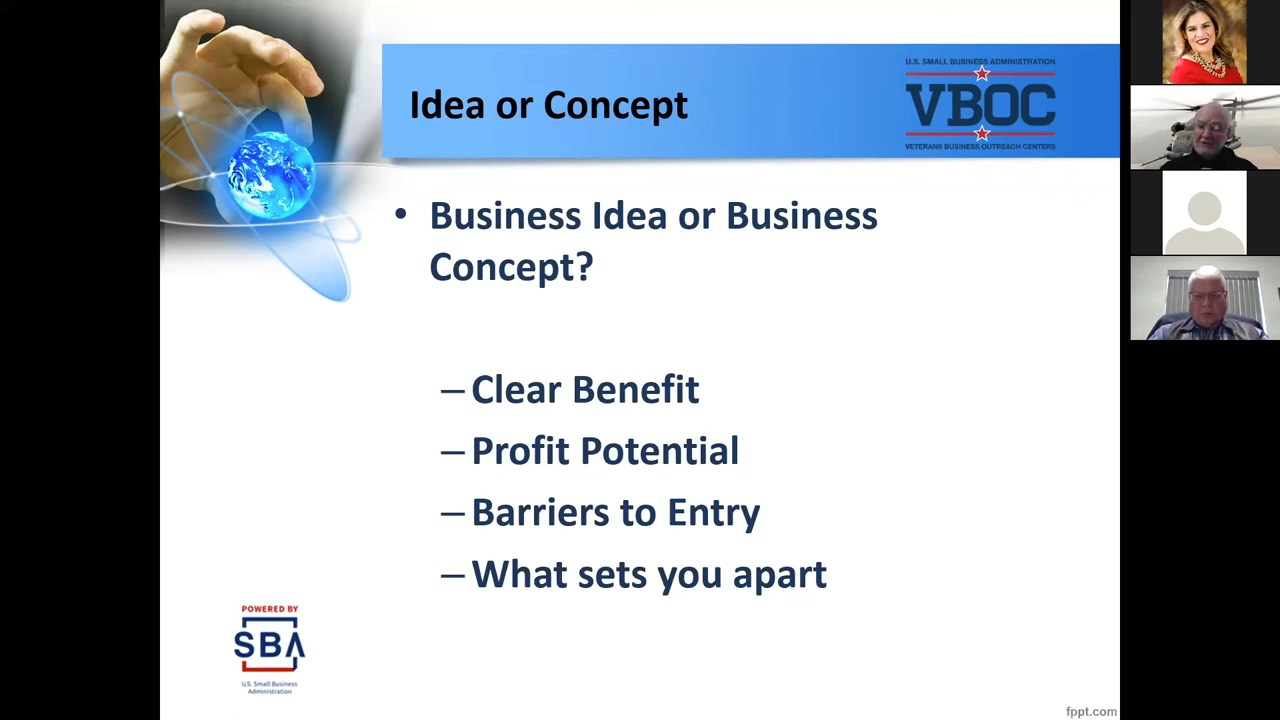 Idea or Concept
U.S. SMALL BUSINESS ADMINISTRATION
VBOC
VETERANS BUSINESS OUTREACH CENTERS
• Business Idea or Business
Concept?
– Clear Benefit
– Profit Potential
– Barriers to Entry
– What sets you apart
POWERED BY
SBA
U.S. Small Business
Administration
fppt.com